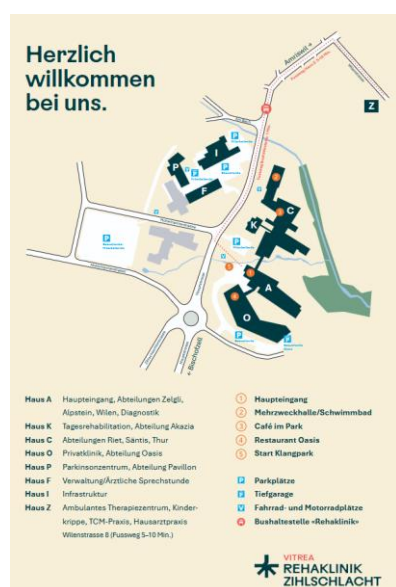 Herzlich
willkommen
bei uns.
Amriswil →
Z
I
P
F
C
K
A
O
← Bischofszell
Haus A Haupteingang, Abteilungen Zelgli,
Alpstein, Wilen, Diagnostik
Haus K Tagesrehabilitation, Abteilung Akazia
Haus C Abteilungen Riet, Säntis, Thur
Haus O Privatklinik, Abteilung Oasis
Haus P Parkinsonzentrum, Abteilung Pavillon
Haus F Verwaltung/Ärztliche Sprechstunde
Haus I Infrastruktur
Haus Z Ambulantes Therapiezentrum, Kinder-
krippe, TCM-Praxis, Hausarztpraxis
Wilenstrasse 8 (Fussweg 5–10 Min.)
1 Haupteingang
2 Mehrzweckhalle/Schwimmbad
3 Café im Park
4 Restaurant Oasis
5 Start Klangpark
P Parkplätze
P Tiefgarage
V Fahrrad- und Motorradplätze
Bushaltestelle «Rehaklinik»
VITREA
REHAKLINIK
ZIHLSCHLACHT